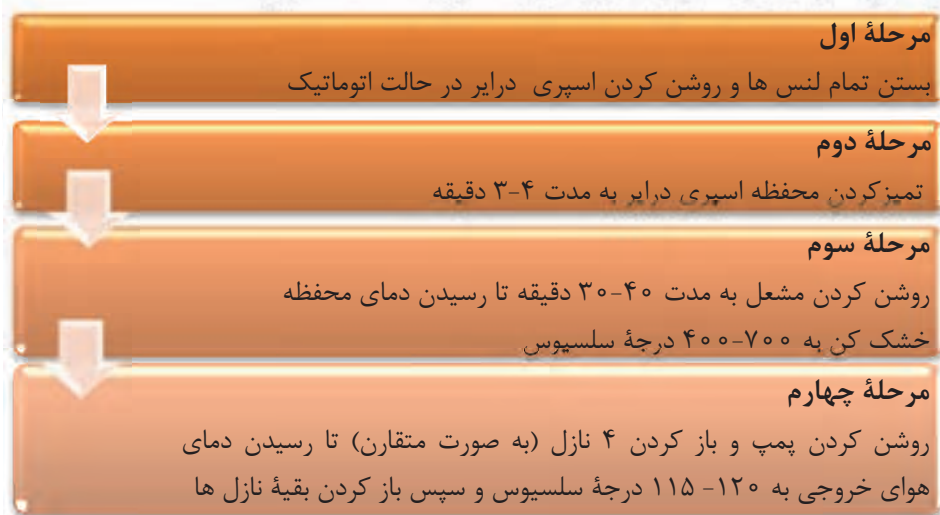 مرحلهٔ اول
بستن تمام لنس ها و روشن کردن اسپری درایر در حالت اتوماتیک
مرحلهٔ دوم
تمیزکردن محفظه اسپری درایر به مدت ۴-۳ دقیقه
مرحلهٔ سوم
روشن کردن مشعل به مدت ۴۰-۳۰ دقیقه تا رسیدن دمای محفظه
خشک کن به ۷۰۰-۴۰۰ درجهٔ سلسیوس
مرحلهٔ چهارم
روشن کردن پمپ و باز کردن ۴ نازل (به صورت متقارن) تا رسیدن دمای
هوای خروجی به ۱۲۰- ۱۱۵ درجهٔ سلسیوس و سپس باز کردن بقیهٔ نازل ها